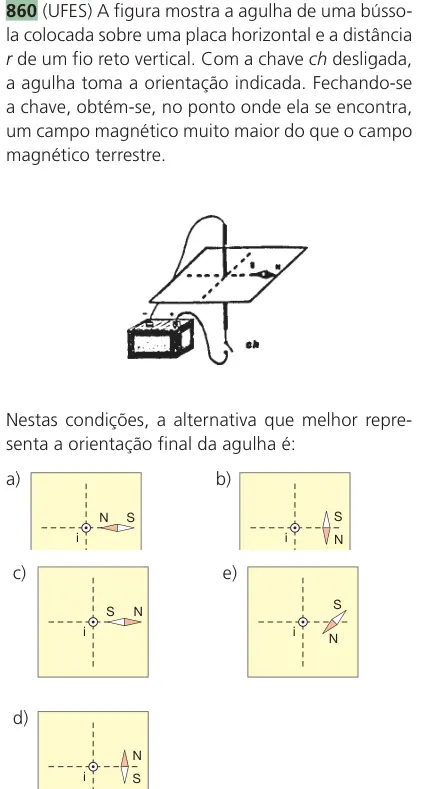 860 (UFES) A figura mostra a agulha de uma bússo-
la colocada sobre uma placa horizontal e a distância
r de um fio reto vertical. Com a chave ch desligada,
a agulha toma a orientação indicada. Fechando-se
a chave, obtém-se, no ponto onde ela se encontra,
um campo magnético muito maior do que o campo
magnético terrestre.
S N
- +
ch
Nestas condições, a alternativa que melhor repre-
senta a orientação final da agulha é:
a) N S i
b) S N i
c) S N i
e) S N i
d) N S i